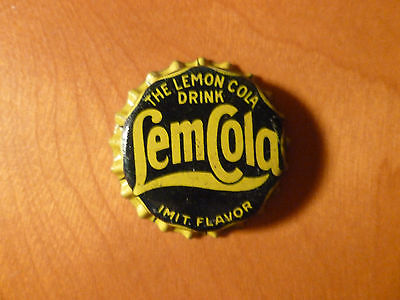 THE LEMON COLA
DRINK
LemCola
IMIT. FLAVOR